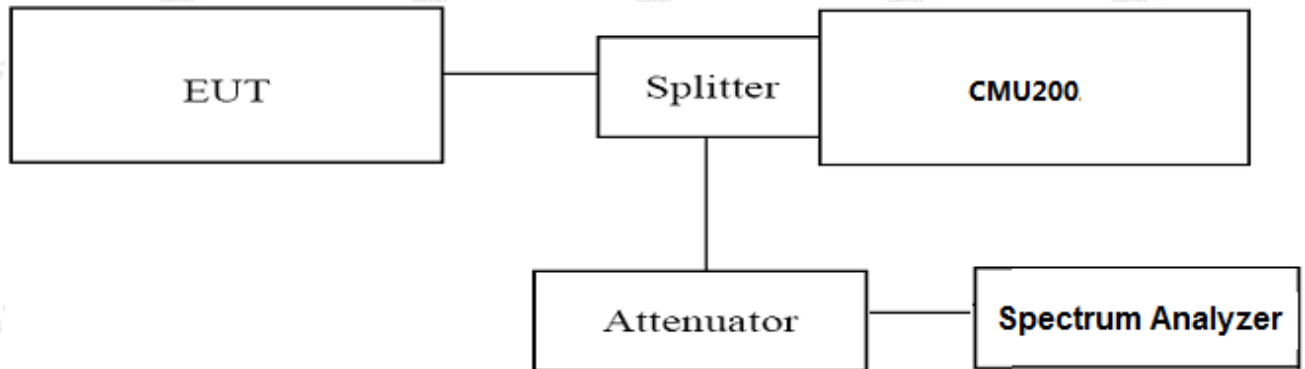 EUT
Splitter
CMU200
Attenuator
Spectrum Analyzer